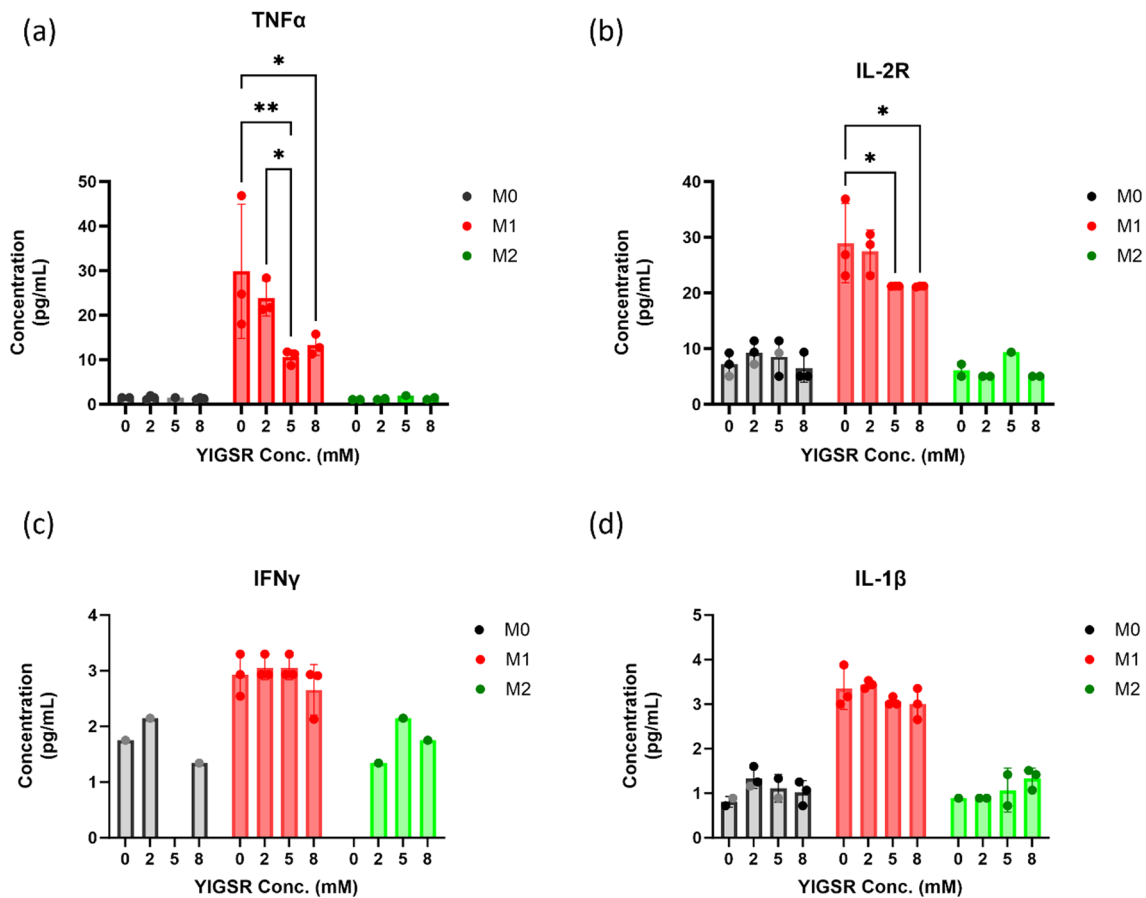 (a)
TNFα
*
**
*
50
40
30
20
10
0
Concentration
(pg/mL)
0 2 5 8 0 2 5 8 0 2 5 8
YIGSR Conc. (mM)
M0
M1
M2
(b)
IL-2R
*
*
40
30
20
10
0
Concentration
(pg/mL)
0 2 5 8 0 2 5 8 0 2 5 8
YIGSR Conc. (mM)
M0
M1
M2
(c)
IFNγ
4
3
2
1
0
Concentration
(pg/mL)
0 2 5 8 0 2 5 8 0 2 5 8
YIGSR Conc. (mM)
M0
M1
M2
(d)
IL-1β
5
4
3
2
1
0
Concentration
(pg/mL)
0 2 5 8 0 2 5 8 0 2 5 8
YIGSR Conc. (mM)
M0
M1
M2